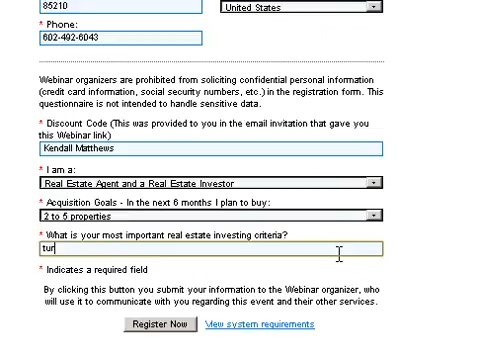 85210
United States
* Phone:
602-492-6043
Webinar organizers are prohibited from soliciting confidential personal information
(credit card information, social security numbers, etc.) in the registration form. This
questionnaire is not intended to handle sensitive data.
* Discount Code (This was provided to you in the email invitation that gave you
this Webinar link)
Kendall Matthews
* I am a:
Real Estate Agent and a Real Estate Investor
* Acquisition Goals - In the next 6 months I plan to buy:
2 to 5 properties
* What is your most important real estate investing criteria?
tur
* Indicates a required field
By clicking this button you submit your information to the Webinar organizer, who
will use it to communicate with you regarding this event and their other services.
Register Now View system requirements